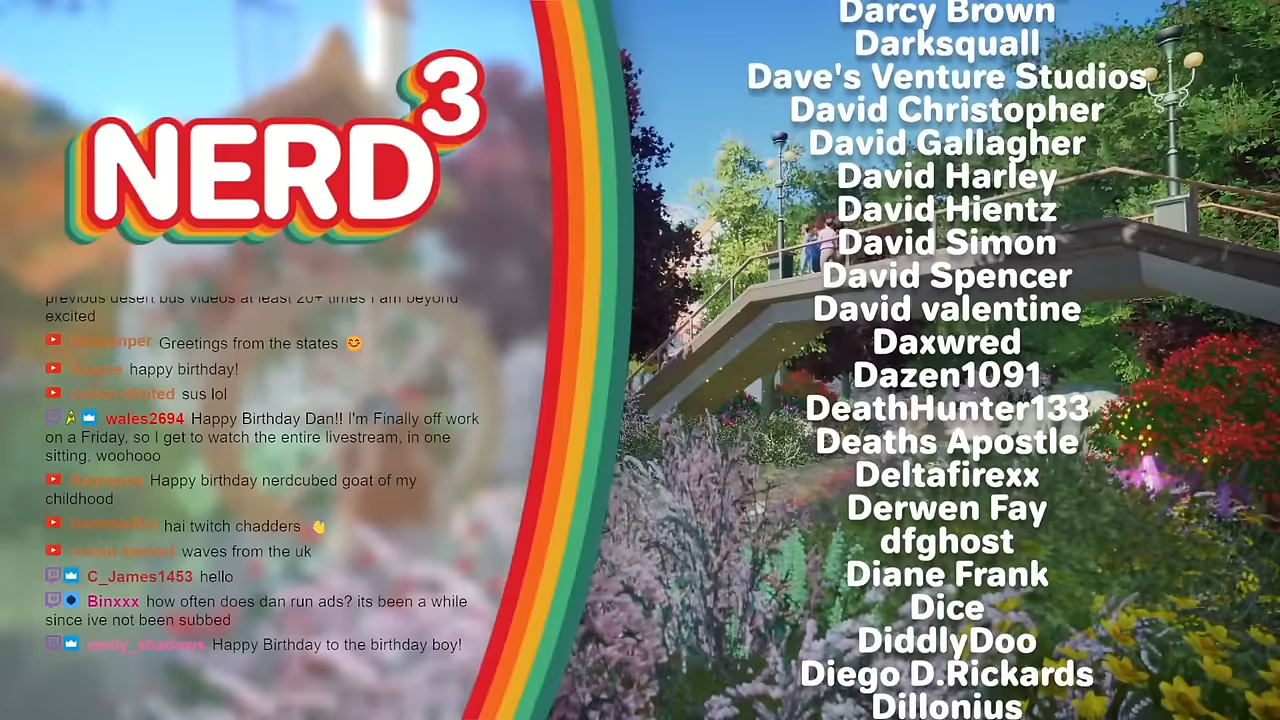 NERD3
previous desert bus videos at least 20+ times I am beyond
excited
Greetings from the states
happy birthday!
sus lol
wales2694 Happy Birthday Dan!! I'm Finally off work
on a Friday, so I get to watch the entire livestream, in one
sitting, woohooo
Happy birthday nerdcubed goat of my
childhood
hai twitch chadders
waves from the uk
C_James1453 hello
Binxxx how often does dan run ads? its been a while
since ive not been subbed
emily_shadows Happy Birthday to the birthday boy!
Darcy Brown
Darksquall
Dave's Venture Studios
David Christopher
David Gallagher
David Harley
David Hientz
David Simon
David Spencer
David valentine
Daxwred
Dazen1091
DeathHunter133
Deaths Apostle
Deltafirexx
Derwen Fay
dfghost
Diane Frank
Dice
DiddlyDoo
Diego D.Rickards
Dillonius